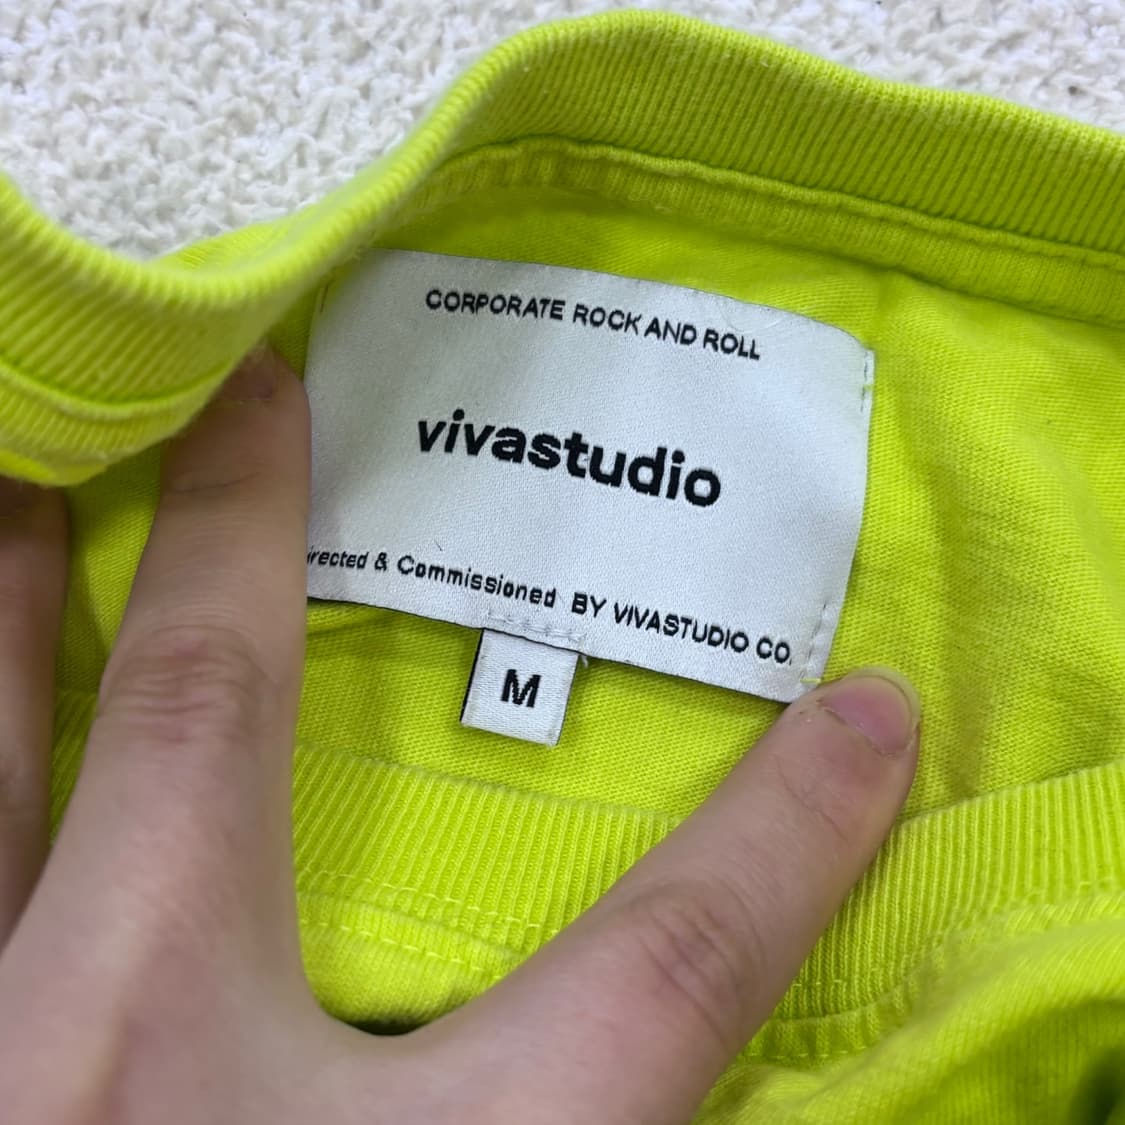 CORPORATE ROCK AND ROLL
vivastudio
irected & Commissioned BY VIVASTUDIO CO.
M